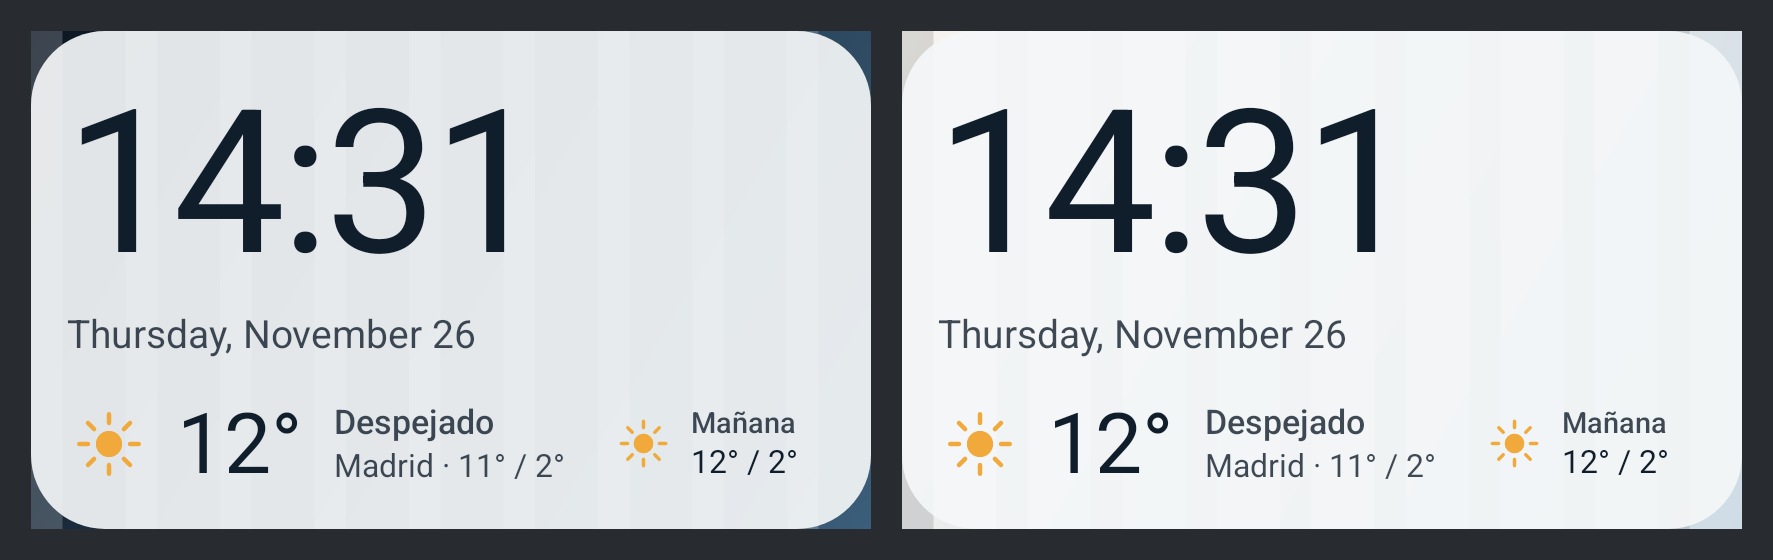 14:31
Thursday, November 26
12°
Despejado
Madrid · 11° / 2°
Mañana
12° / 2°
14:31
Thursday, November 26
12°
Despejado
Madrid · 11° / 2°
Mañana
12° / 2°